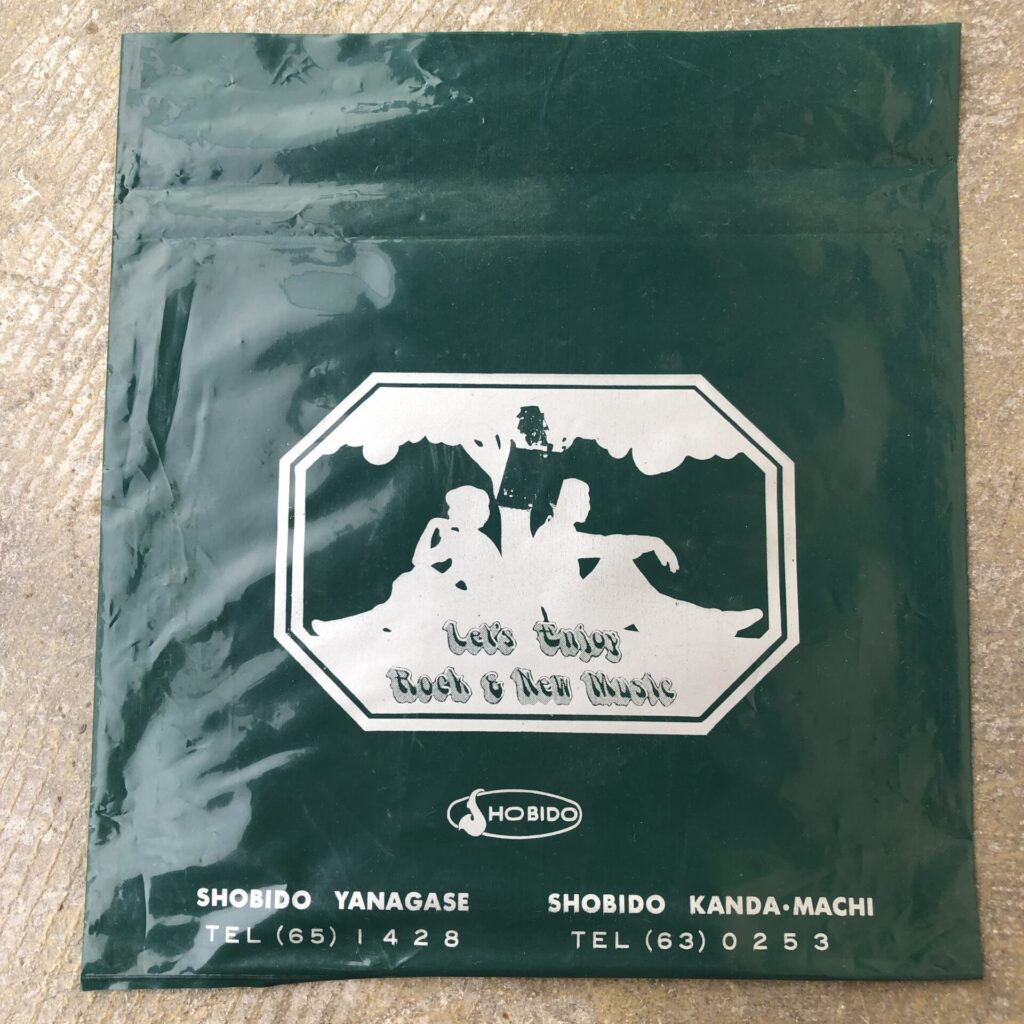 Let's Enjoy
Rock & New Music
SHOBIDO
SHOBIDO YANAGASE
TEL (65) 1428
SHOBIDO KANDA·MACHI
TEL (63) 0253